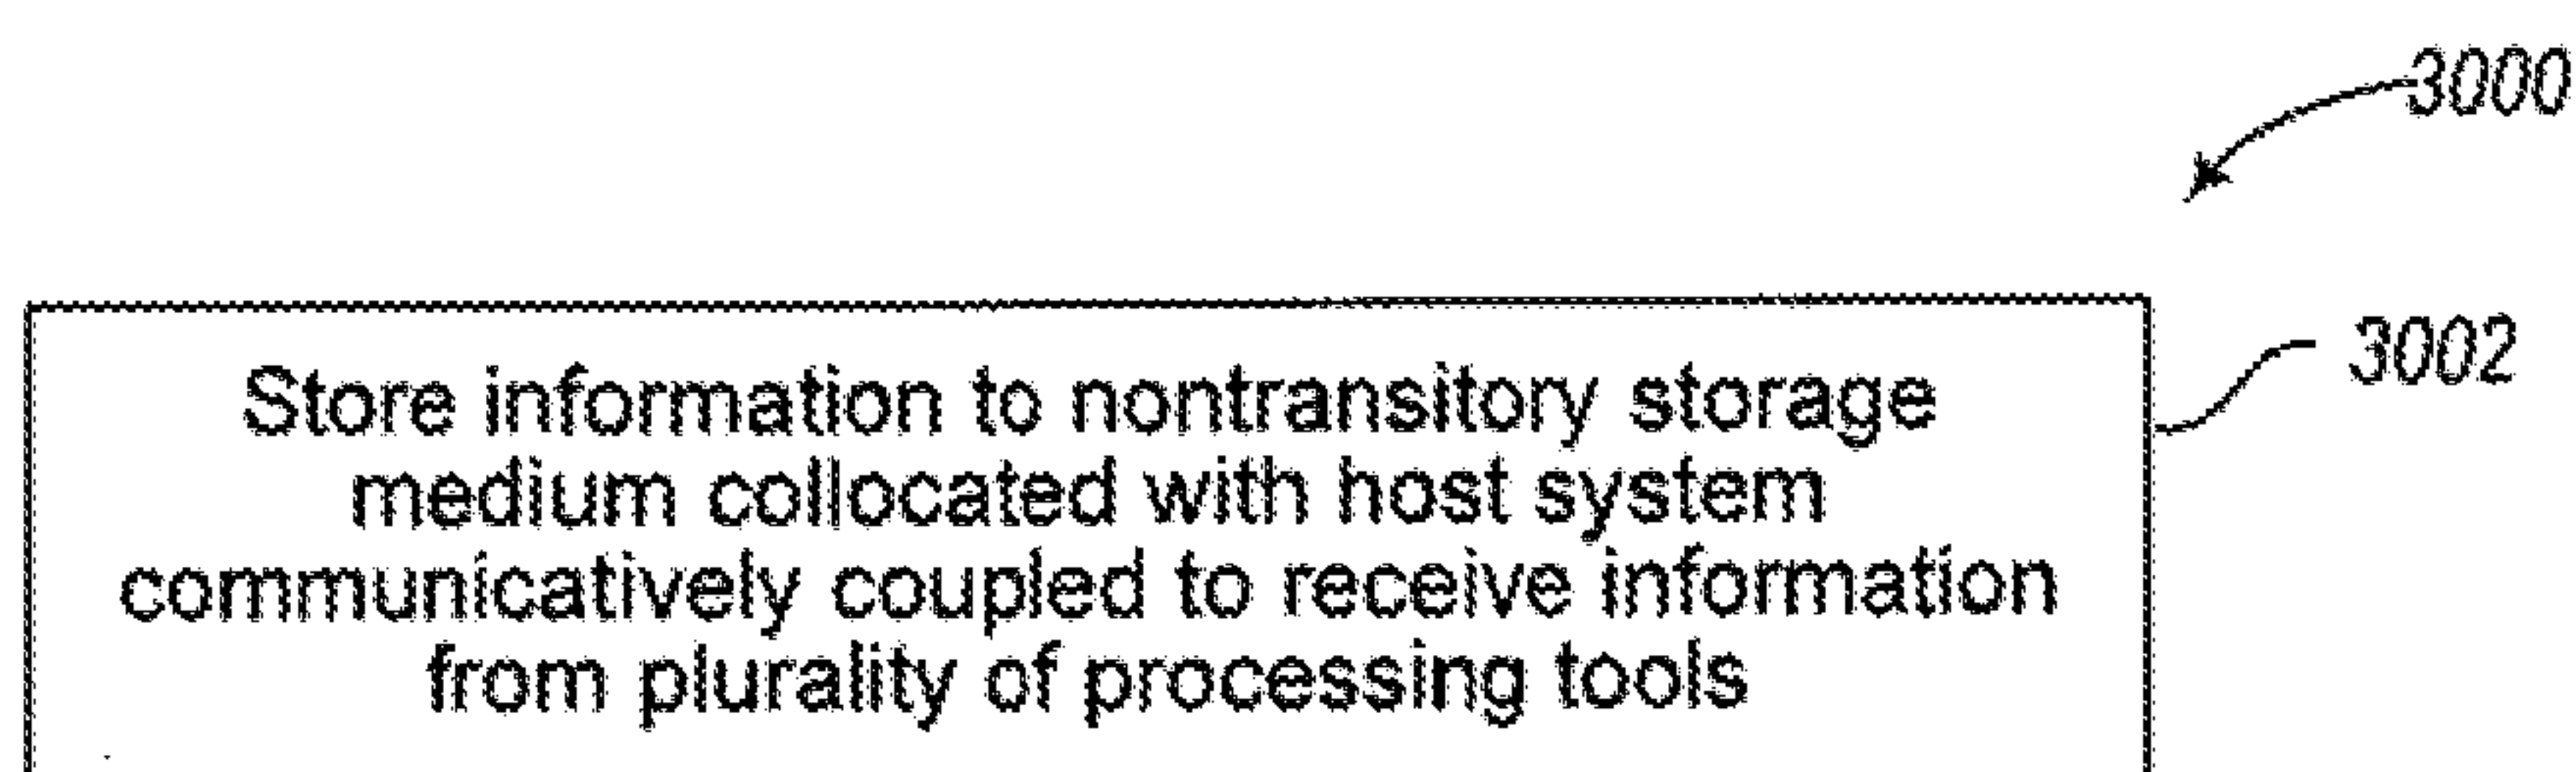 3000
3002
Store information to nontransitory storage
medium collocated with host system
communicatively coupled to receive information
from plurality of processing tools